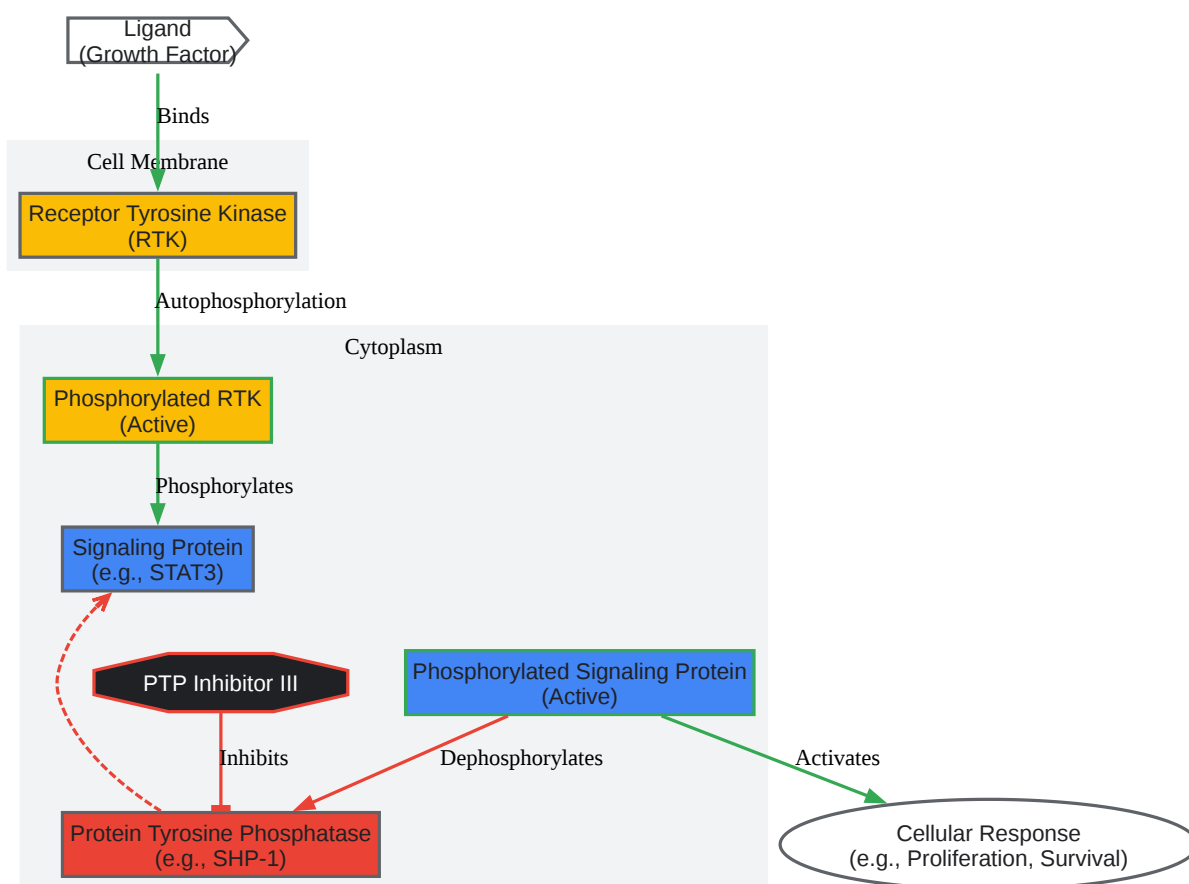 Ligand
(Growth Factor)
Binds
Cell Membrane
Receptor Tyrosine Kinase
(RTK)
Autophosphorylation
Cytoplasm
Phosphorylated RTK
(Active)
Phosphorylates
Signaling Protein
(e.g., STAT3)
PTP Inhibitor III
Phosphorylated Signaling Protein
(Active)
Inhibits
Dephosphorylates
Activates
Protein Tyrosine Phosphatase
(e.g., SHP-1)
Cellular Response
(e.g., Proliferation, Survival)